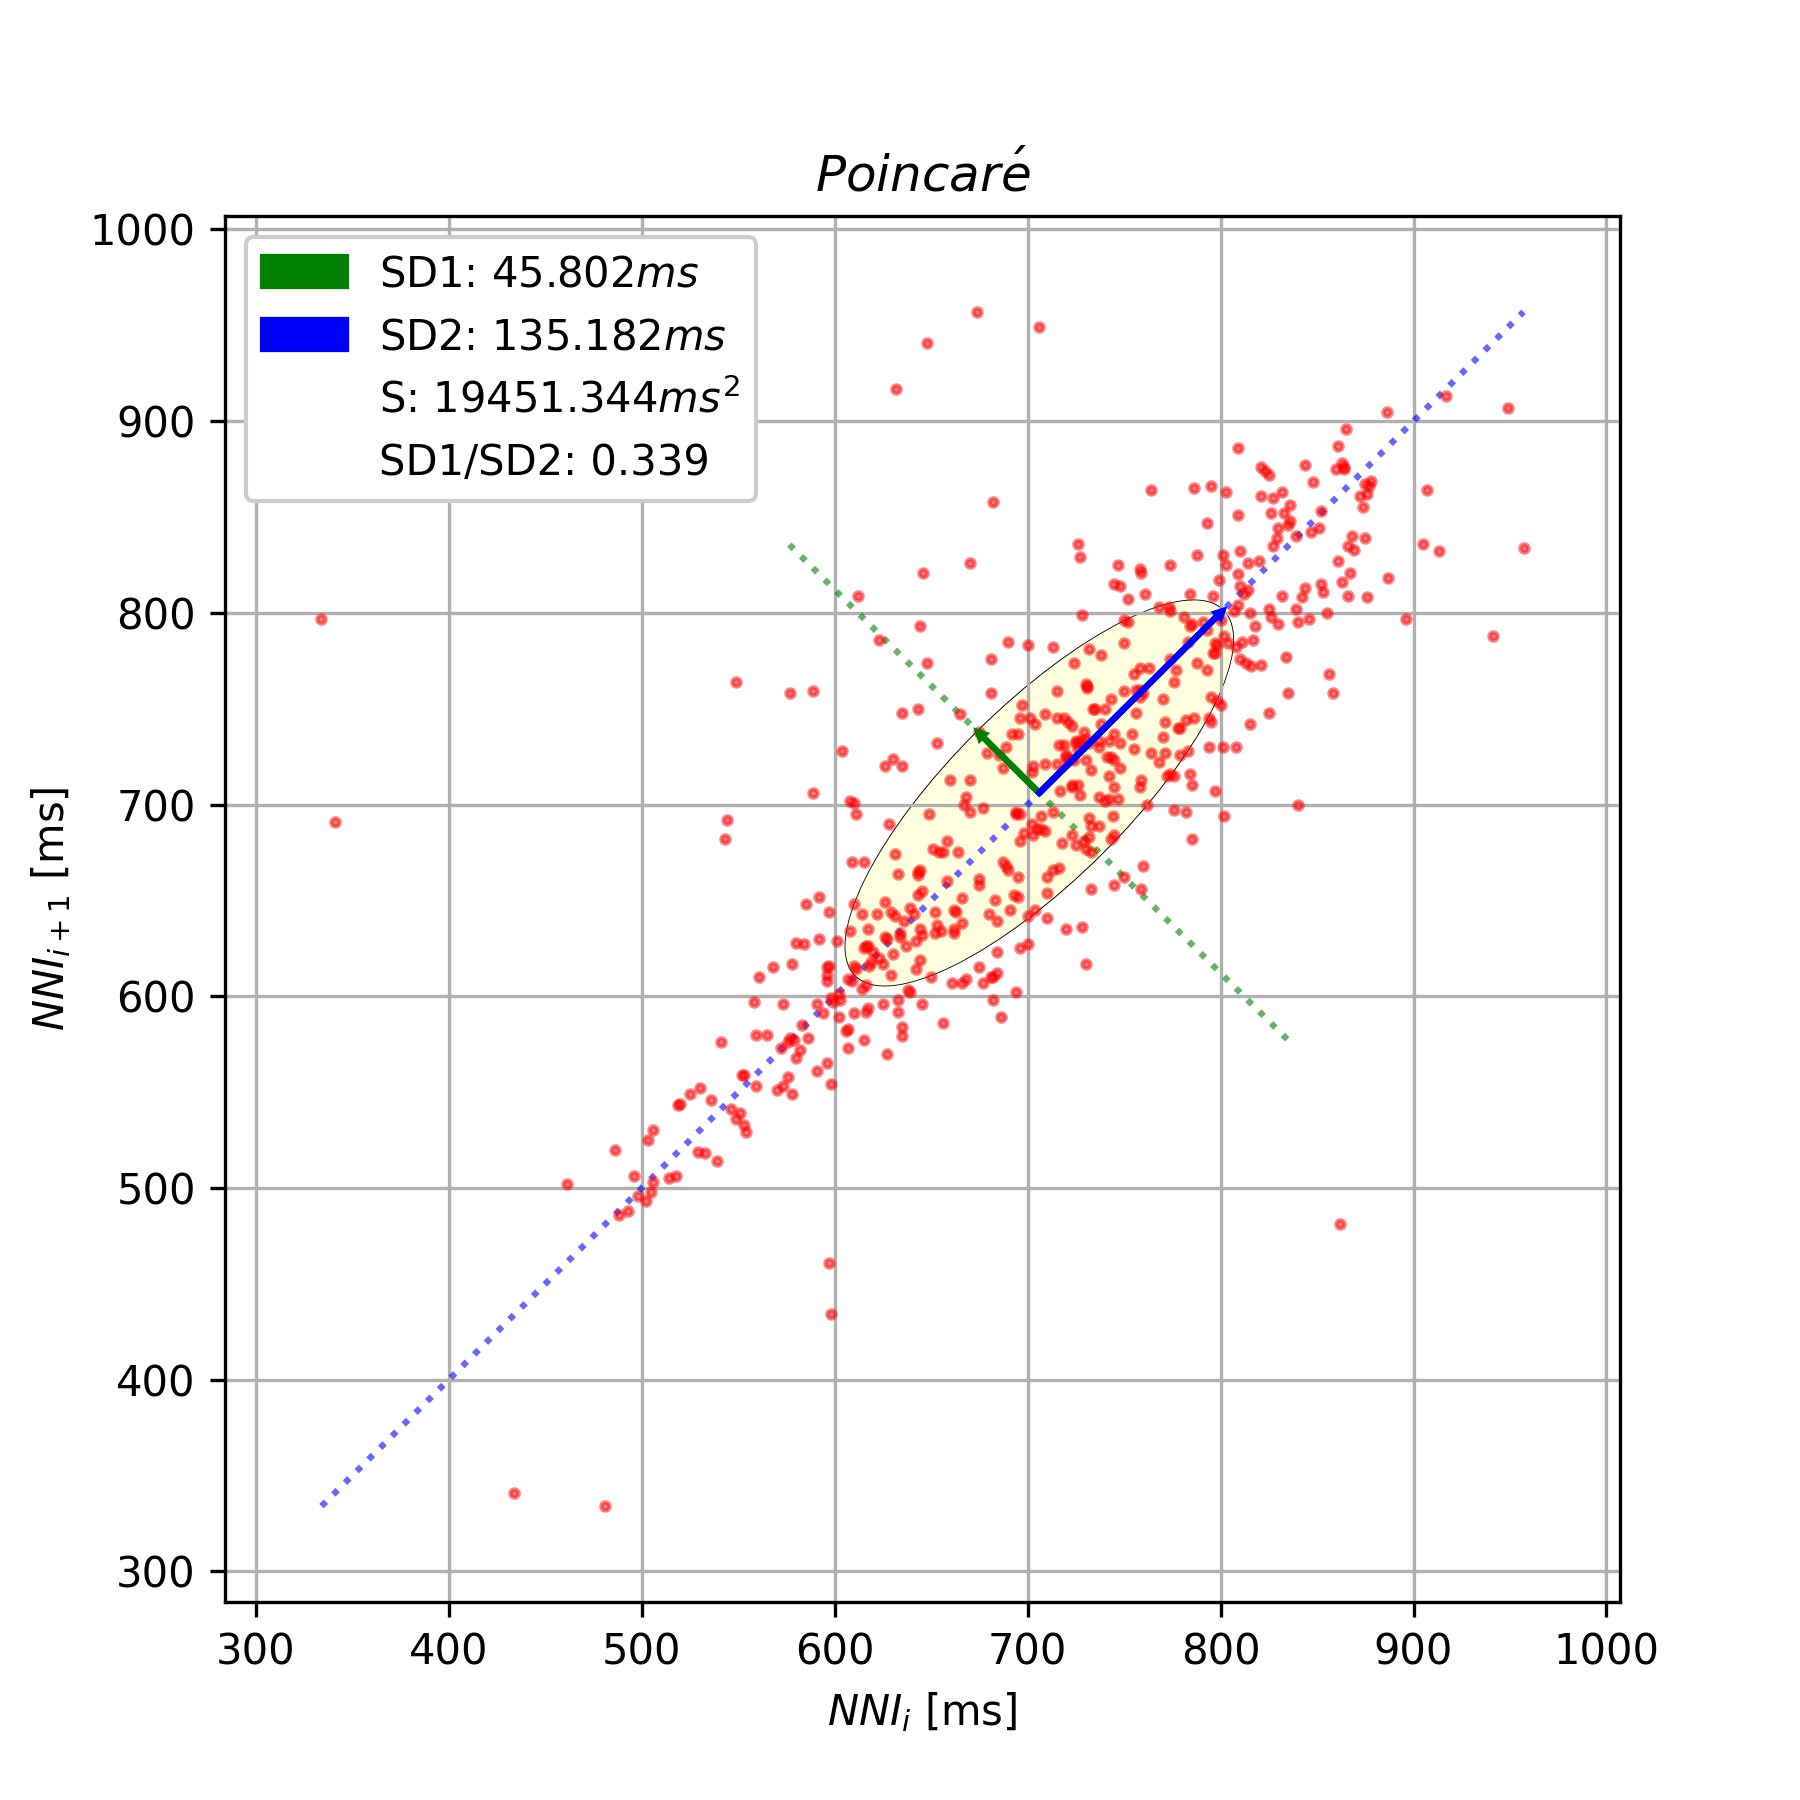 Poincaré
SD1: 45.802ms
SD2: 135.182ms
S: 19451.344ms²
SD1/SD2: 0.339
1000
900
800
700
600
500
400
300
NNIᵢ₊₁ [ms]
300 400 500 600 700 800 900 1000
NNIᵢ [ms]